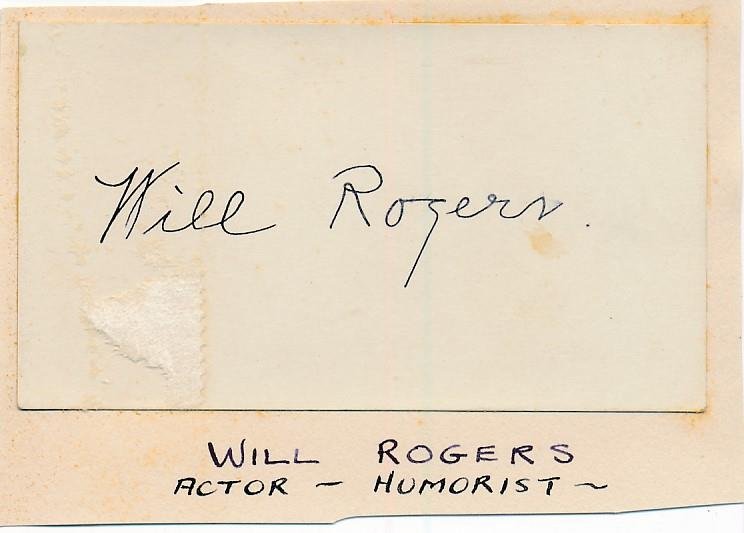 Will Rogers.
WILL ROGERS
ACTOR - HUMORIST ~